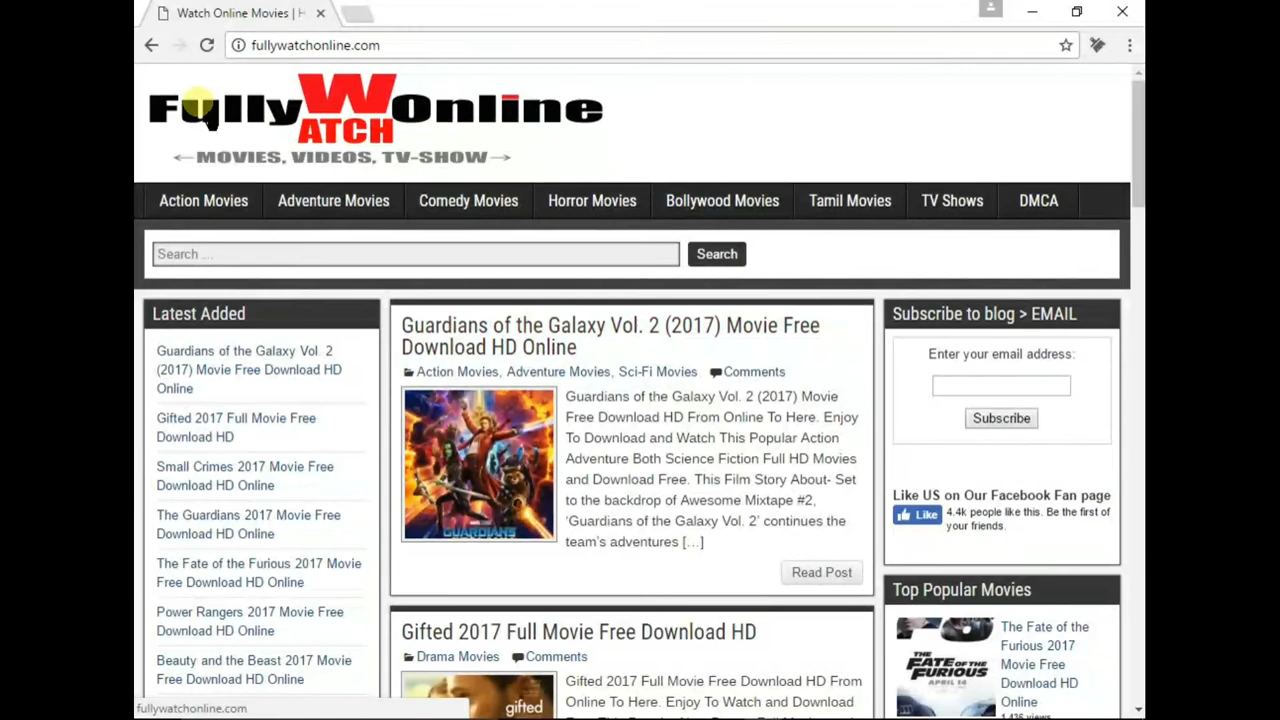 Watch Online Movies | H
fullywatchonline.com
Fully WATCH Online
MOVIES, VIDEOS, TV-SHOW
Action Movies
Adventure Movies
Comedy Movies
Horror Movies
Bollywood Movies
Tamil Movies
TV Shows
DMCA
Search ....
Search
Latest Added
Guardians of the Galaxy Vol. 2
(2017) Movie Free Download HD
Online
Gifted 2017 Full Movie Free
Download HD
Small Crimes 2017 Movie Free
Download HD Online
The Guardians 2017 Movie Free
Download HD Online
The Fate of the Furious 2017 Movie
Free Download HD Online
Power Rangers 2017 Movie Free
Download HD Online
Beauty and the Beast 2017 Movie
Free Download HD Online
fullywatchonline.com
Guardians of the Galaxy Vol. 2 (2017) Movie Free
Download HD Online
Action Movies, Adventure Movies, Sci-Fi Movies Comments
GUARDIANS
Guardians of the Galaxy Vol. 2 (2017) Movie
Free Download HD From Online To Here. Enjoy
To Download and Watch This Popular Action
Adventure Both Science Fiction Full HD Movies
and Download Free. This Film Story About- Set
to the backdrop of Awesome Mixtape #2,
‘Guardians of the Galaxy Vol. 2’ continues the
team’s adventures […]
Read Post
Gifted 2017 Full Movie Free Download HD
Drama Movies Comments
gifted
Gifted 2017 Full Movie Free Download HD From
Online To Here. Enjoy To Watch and Download
Subscribe to blog > EMAIL
Enter your email address:
Subscribe
Like US on Our Facebook Fan page
Like
4.4k people like this. Be the first of
your friends.
Top Popular Movies
THE
FATE OF THE
FURIOUS
APRIL 14
The Fate of the
Furious 2017
Movie Free
Download HD
Online
1,436 views